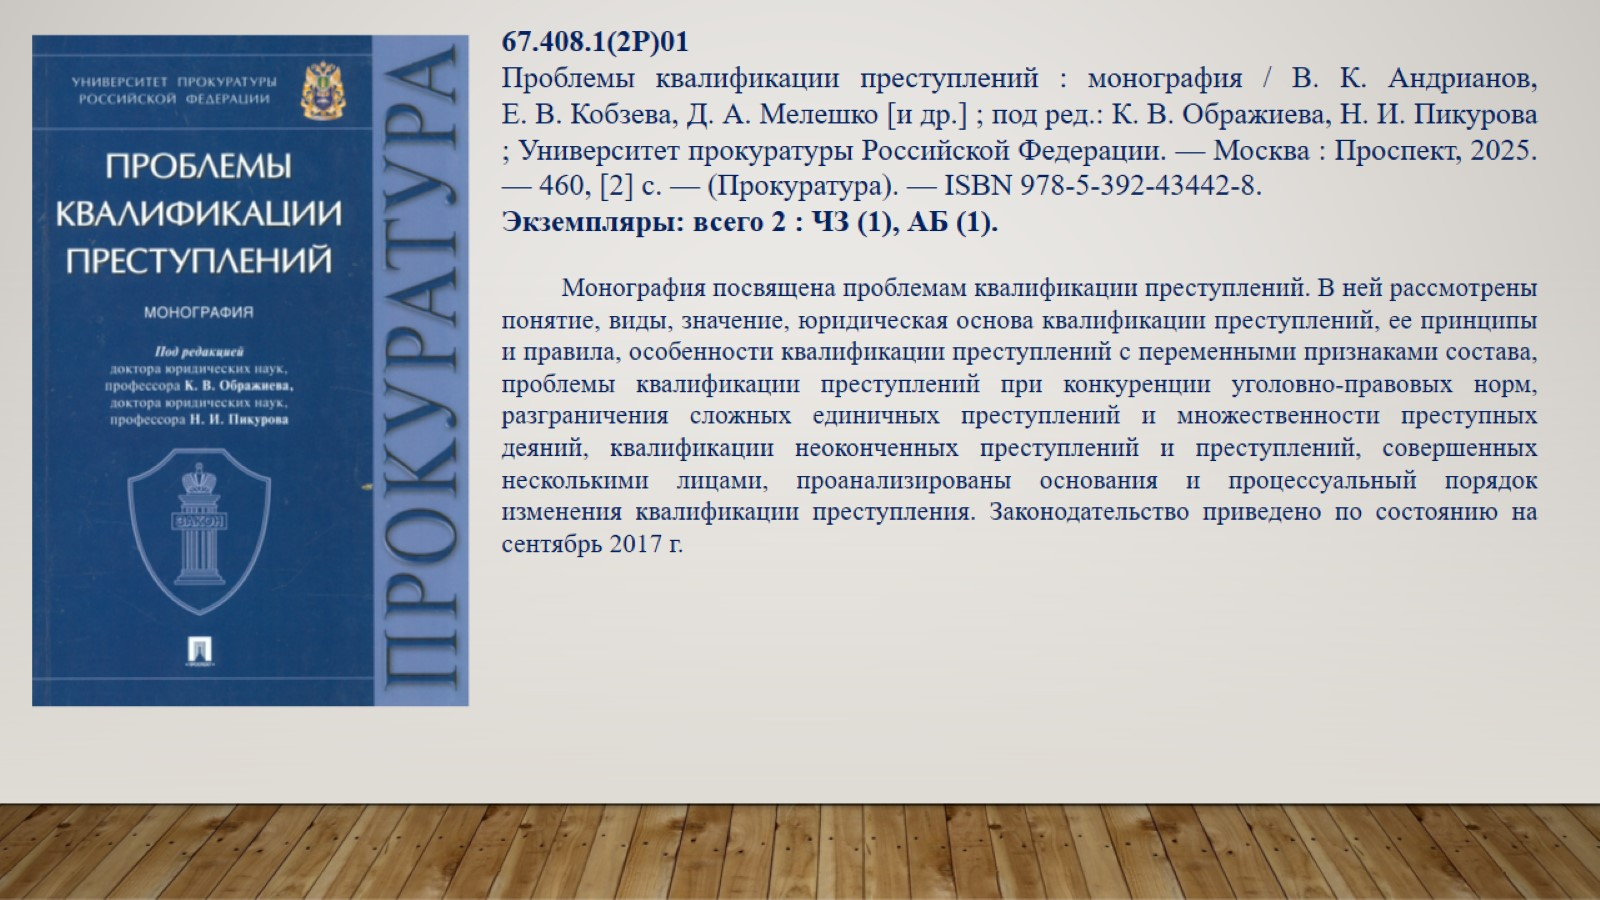 УНИВЕРСИТЕТ ПРОКУРАТУРЫ
РОССИЙСКОЙ ФЕДЕРАЦИИ
ПРОБЛЕМЫ
КВАЛИФИКАЦИИ
ПРЕСТУПЛЕНИЙ
МОНОГРАФИЯ
Под редакцией
доктора юридических наук,
профессора К. В. Ображиева,
доктора юридических наук,
профессора Н. И. Пикурова
ЗАКОН
ПРОСПЕКТ
ПРОКУРАТУРА
67.408.1(2Р)01
Проблемы квалификации преступлений : монография / В. К. Андрианов,
Е. В. Кобзева, Д. А. Мелешко [и др.] ; под ред.: К. В. Ображиева, Н. И. Пикурова
; Университет прокуратуры Российской Федерации. — Москва : Проспект, 2025.
— 460, [2] с. — (Прокуратура). — ISBN 978-5-392-43442-8.
Экземпляры: всего 2 : ЧЗ (1), АБ (1).
Монография посвящена проблемам квалификации преступлений. В ней рассмотрены
понятие, виды, значение, юридическая основа квалификации преступлений, ее принципы
и правила, особенности квалификации преступлений с переменными признаками состава,
проблемы квалификации преступлений при конкуренции уголовно-правовых норм,
разграничения сложных единичных преступлений и множественности преступных
деяний, квалификации неоконченных преступлений и преступлений, совершенных
несколькими лицами, проанализированы основания и процессуальный порядок
изменения квалификации преступления. Законодательство приведено по состоянию на
сентябрь 2017 г.